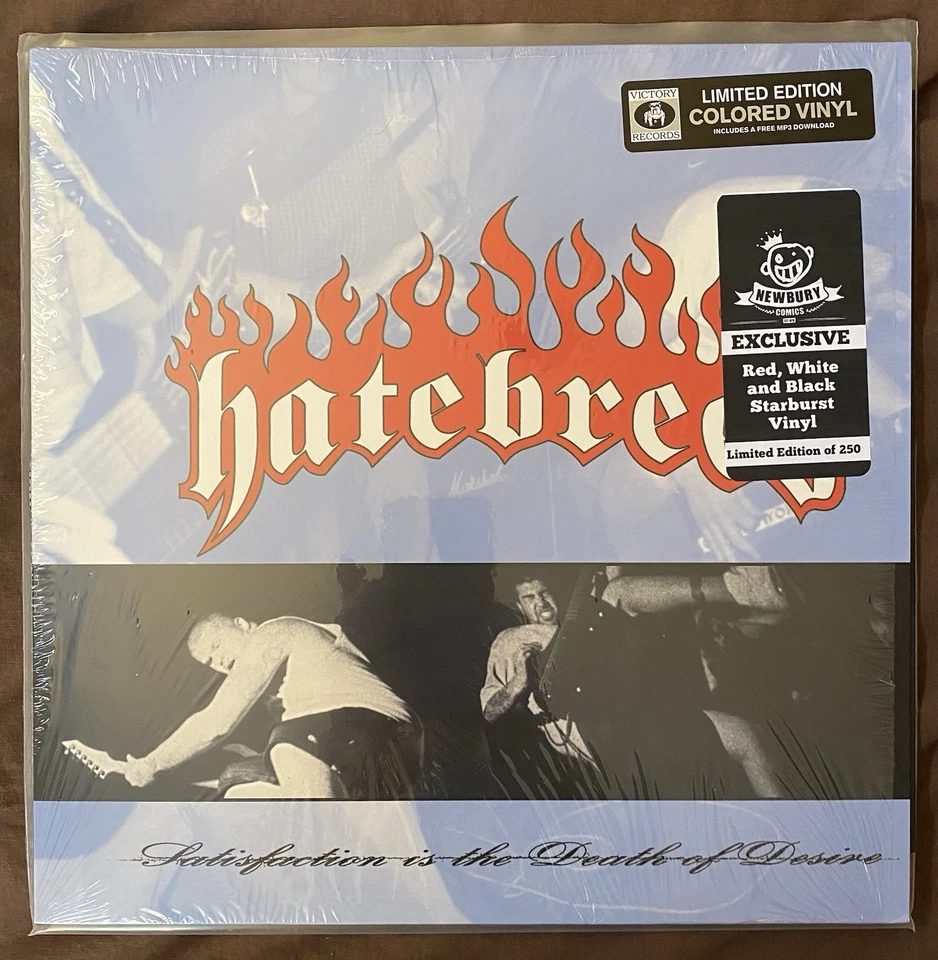 VICTORY
RECORDS
LIMITED EDITION
COLORED VINYL
INCLUDES A FREE MP3 DOWNLOAD
NEWBURY
COMICS
EXCLUSIVE
Red, White
and Black
Starburst
Vinyl
Limited Edition of 250
hatebree
Marshall
Satisfaction is the Death of Desire